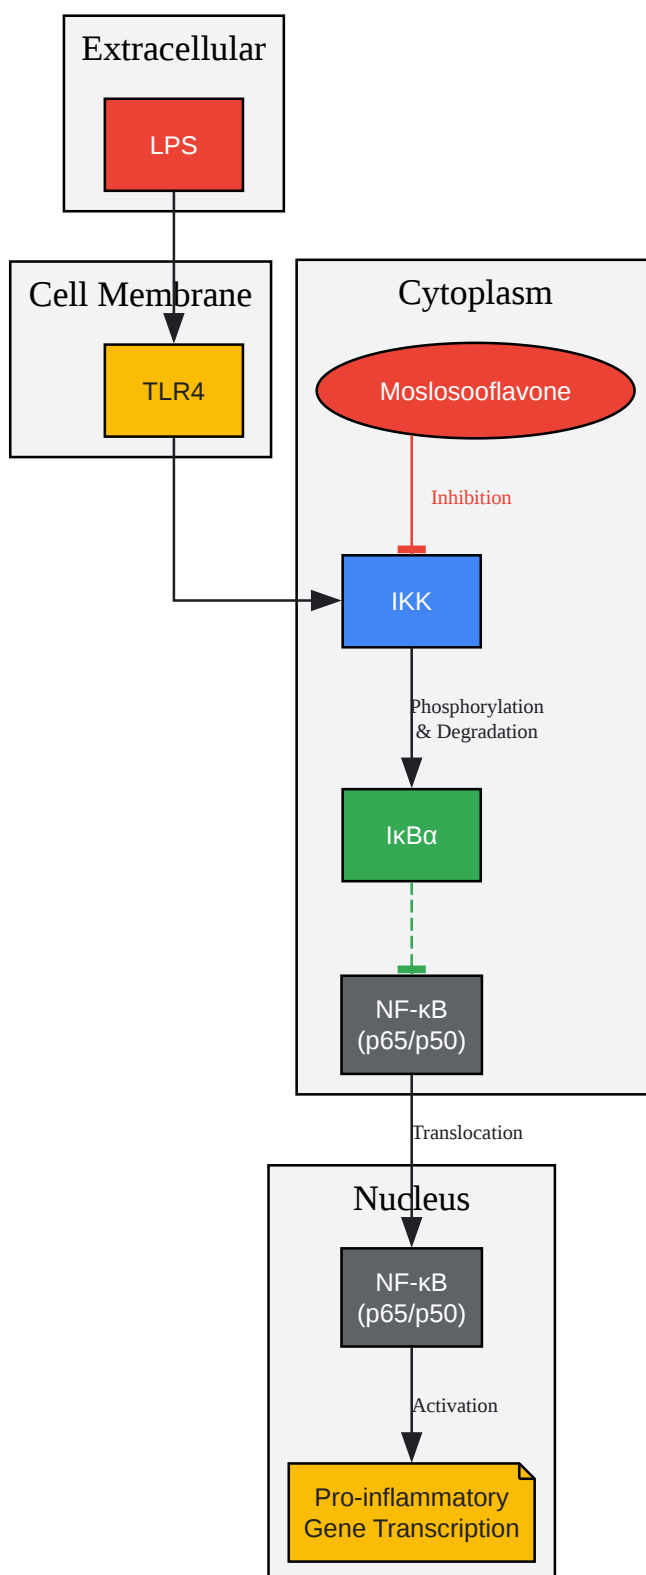 Extracellular
LPS
Cell Membrane
TLR4
Cytoplasm
Moslosooflavone
Inhibition
IKK
Phosphorylation
& Degradation
IκBα
NF-κB
(p65/p50)
Translocation
Nucleus
NF-κB
(p65/p50)
Activation
Pro-inflammatory
Gene Transcription